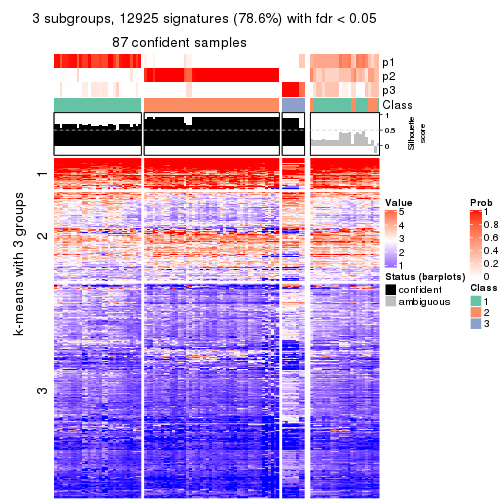 3 subgroups, 12925 signatures (78.6%) with fdr < 0.05
87 confident samples
p1
p2
p3
Class
1
0.5
0
Silhouette
score
k-means with 3 groups
1
2
3
Value
5
4
3
2
1
Status (barplots)
confident
ambiguous
Prob
1
0.8
0.6
0.4
0.2
0
Class
1
2
3